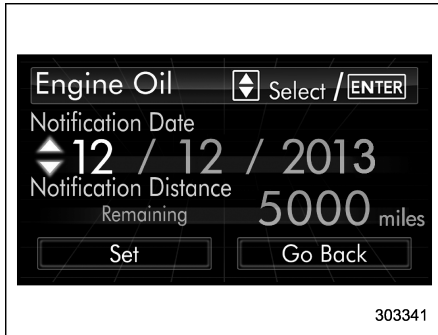 Engine Oil Select / ENTER
Notification Date
12 / 12 / 2013
Notification Distance
Remaining 5000 miles
Set Go Back
303341